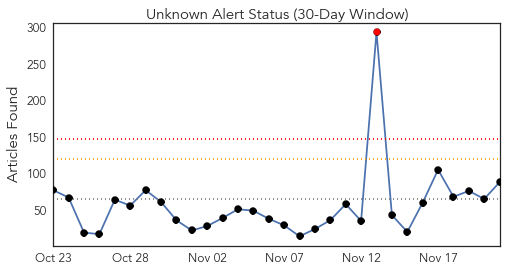 Unknown Alert Status (30-Day Window)
Articles Found
300
250
200
150
100
50
Oct 23 Oct 28 Nov 02 Nov 07 Nov 12 Nov 17